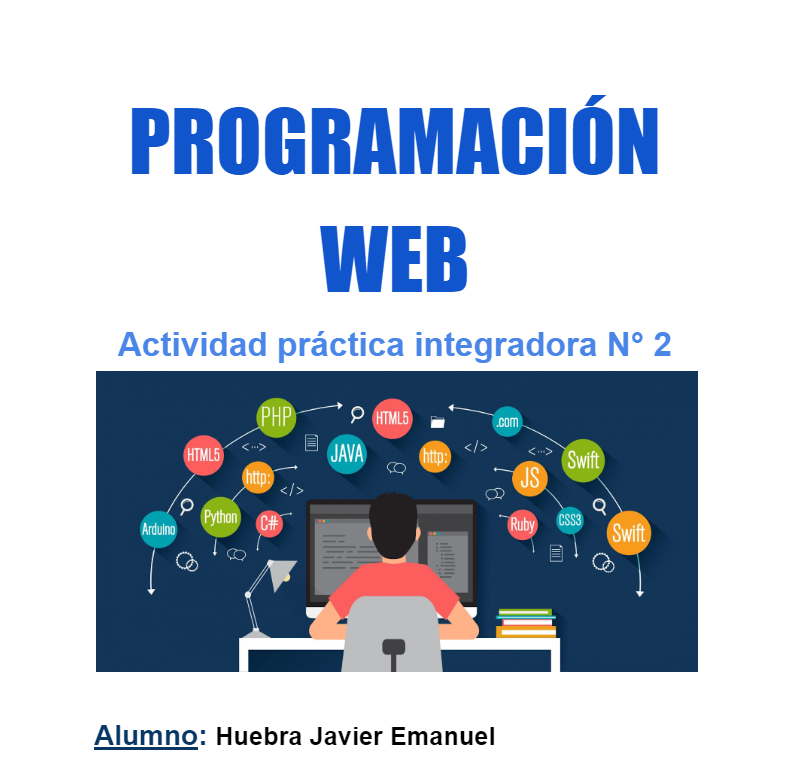 PROGRAMACIÓN
WEB
Actividad práctica integradora N° 2
PHP
HTML5
.com
HTML5
JAVA
http:
Swift
http:
JS
Arduino
Python
C#
Ruby
CSS3
Swift
Alumno: Huebra Javier Emanuel